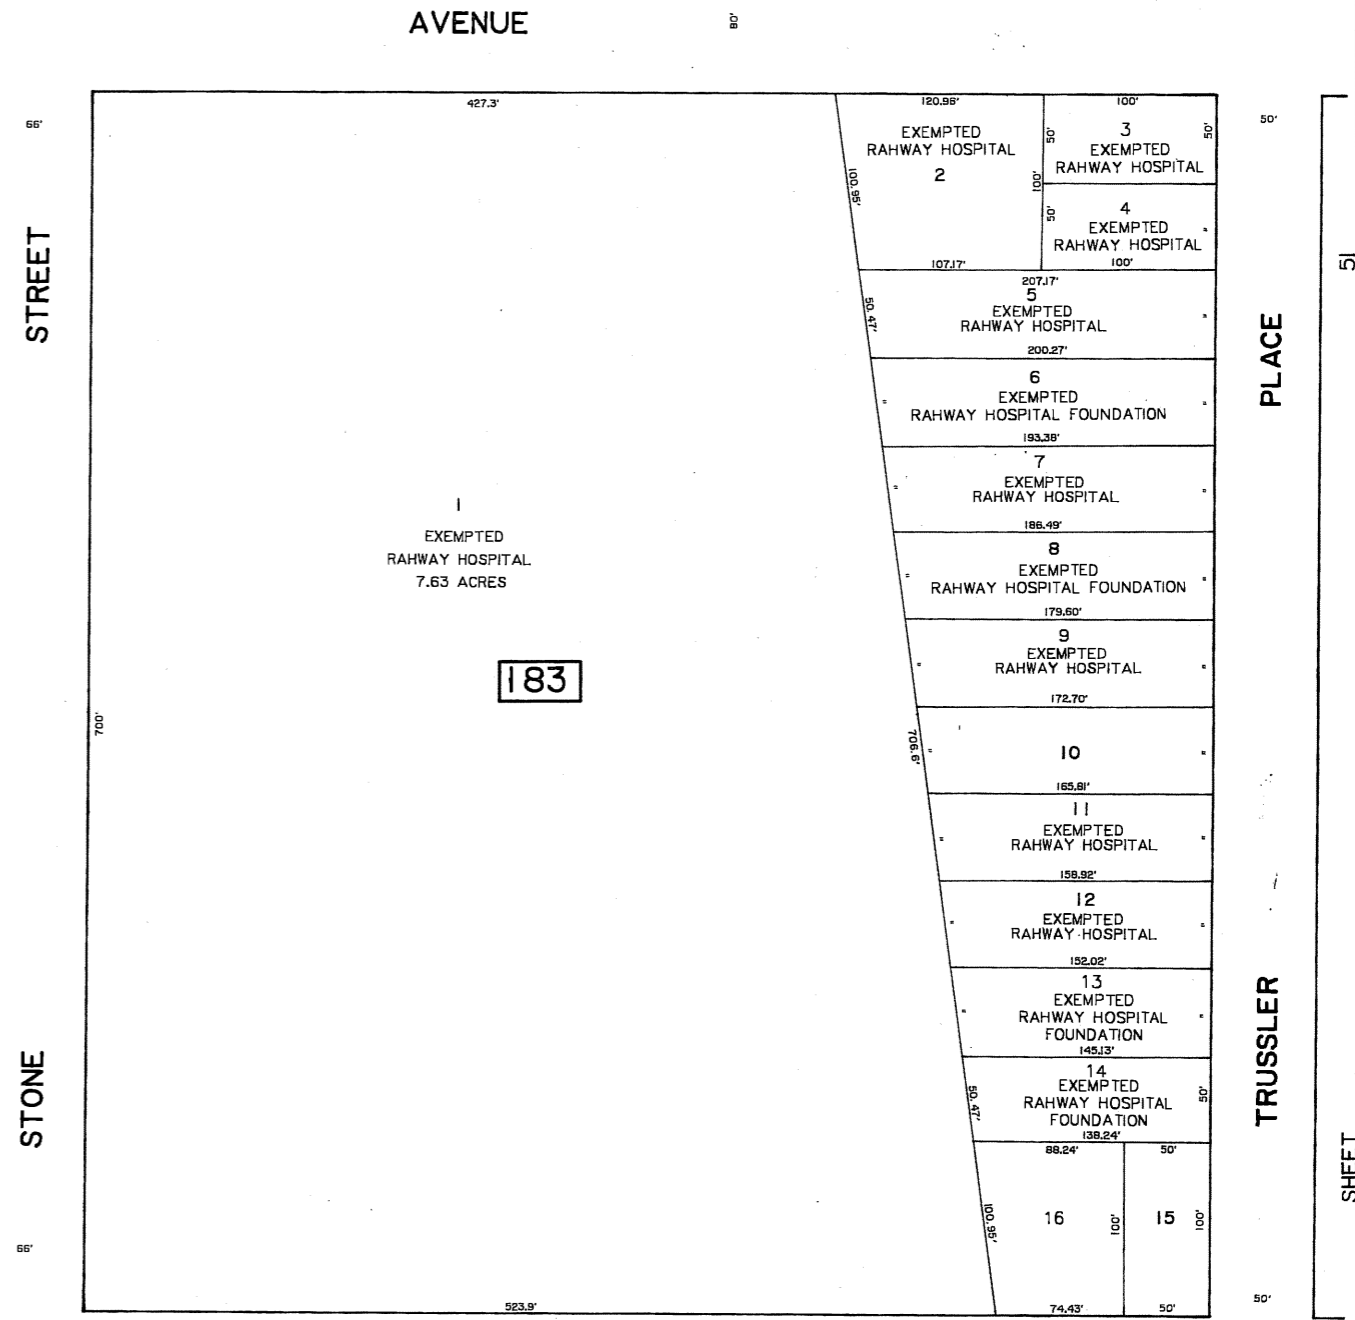 AVENUE
80'
66'
427.3'
120.96'
100'
50'
EXEMPTED
RAHWAY HOSPITAL
2
100.95'
100'
107.17'
50'
3
50'
EXEMPTED
RAHWAY HOSPITAL
50'
4
EXEMPTED
RAHWAY HOSPITAL
"
100'
STREET
51
207.17'
5
EXEMPTED
RAHWAY HOSPITAL
50.47'
"
200.27'
PLACE
6
EXEMPTED
RAHWAY HOSPITAL FOUNDATION
"
"
193.38'
7
EXEMPTED
RAHWAY HOSPITAL
"
"
186.49'
1
EXEMPTED
RAHWAY HOSPITAL
7.63 ACRES
8
EXEMPTED
RAHWAY HOSPITAL FOUNDATION
"
"
179.60'
183
9
EXEMPTED
RAHWAY HOSPITAL
"
"
172.70'
700'
706.6'
"
10
"
165.81'
11
EXEMPTED
RAHWAY HOSPITAL
"
"
158.92'
12
EXEMPTED
RAHWAY HOSPITAL
"
"
152.02'
13
EXEMPTED
RAHWAY HOSPITAL
FOUNDATION
"
"
145.13'
TRUSSLER
STONE
14
EXEMPTED
RAHWAY HOSPITAL
FOUNDATION
50.47'
50'
138.24'
SHEET
88.24'
50'
100.95'
16
100'
15
100'
66'
523.9'
74.43'
50'
50'